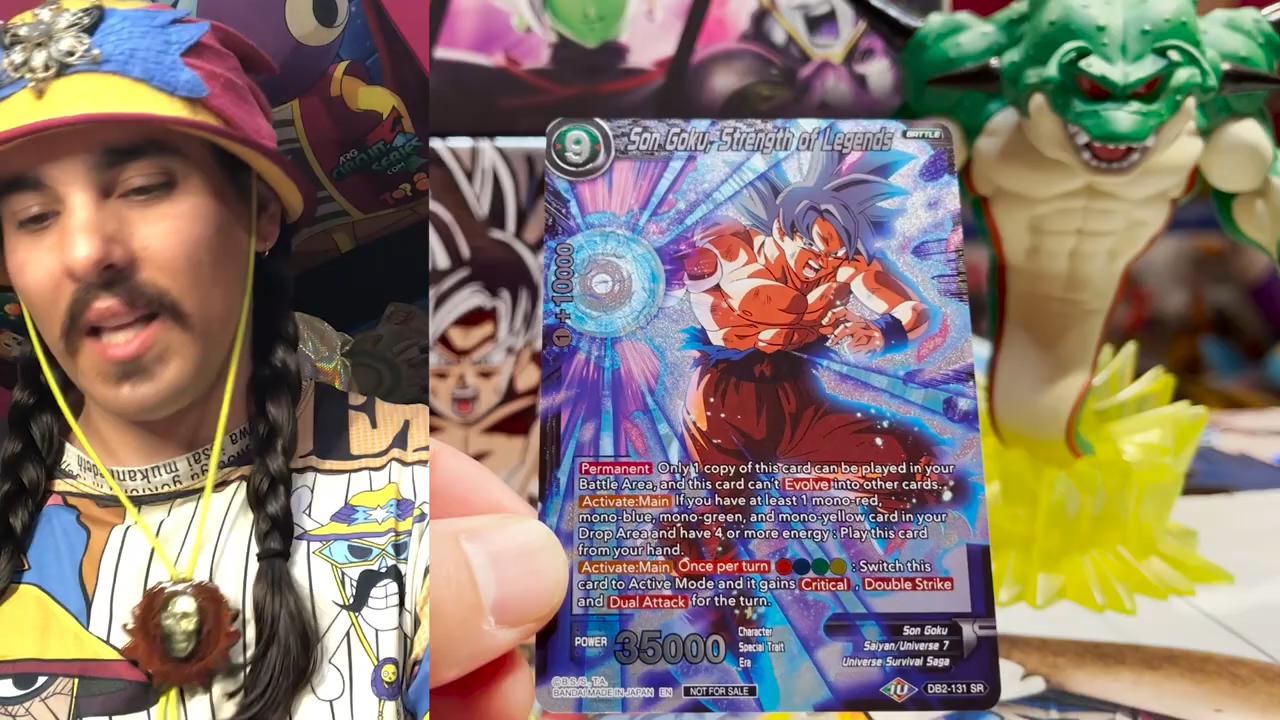 9
Son Goku, Strength of Legends
BATTLE
1 +10000
Permanent Only 1 copy of this card can be played in your
Battle Area, and this card can't Evolve into other cards.
Activate:Main If you have at least 1 mono-red,
mono-blue, mono-green, and mono-yellow card in your
Drop Area and have 4 or more energy : Play this card
from your hand.
Activate:Main Once per turn : Switch this
card to Active Mode and it gains Critical , Double Strike
and Dual Attack for the turn.
POWER 35000
Character Son Goku
Special Trait Saiyan/Universe 7
Era Universe Survival Saga
©B.S./S., T.A.
BANDAI MADE IN JAPAN EN NOT FOR SALE
DB2-131 SR
CIRCUIT SERIES